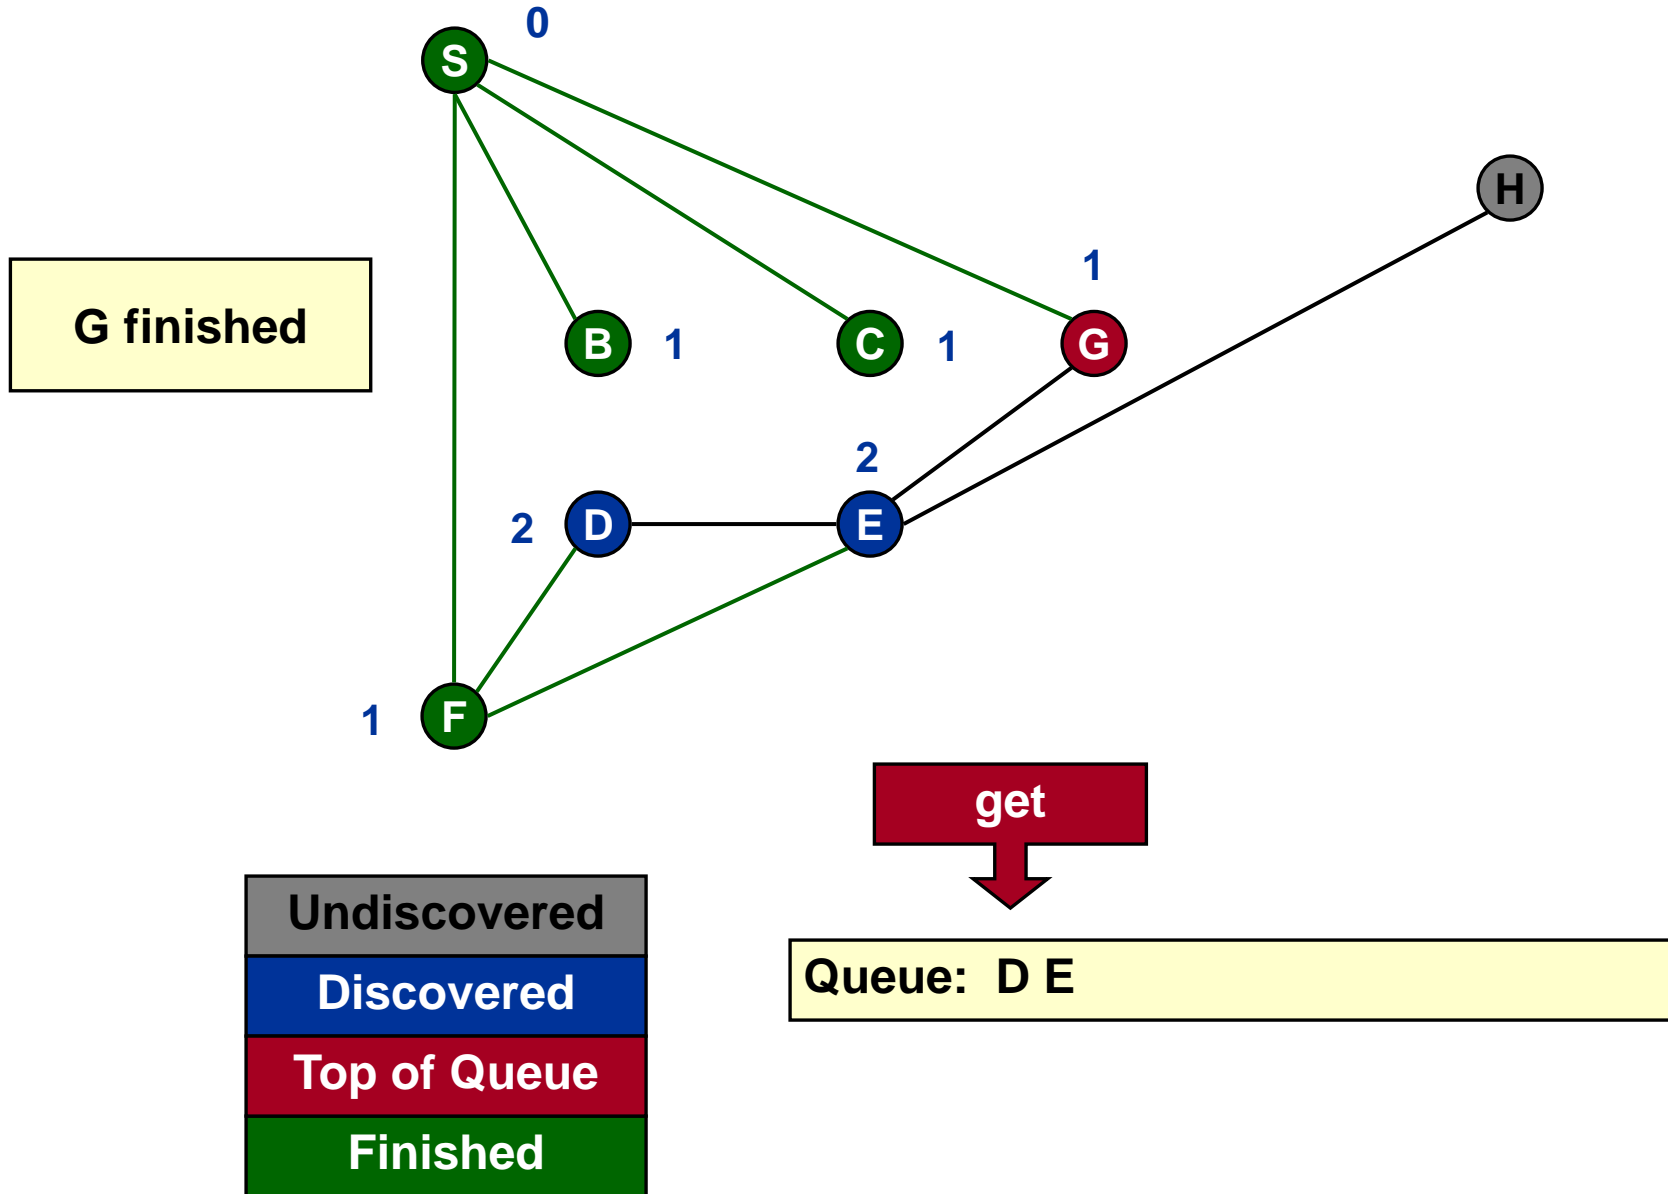 0
S
H
1
G finished
B
1
C
1
G
2
2
D
E
1
F
get
Undiscovered
Discovered
Queue: D E
Top of Queue
Finished